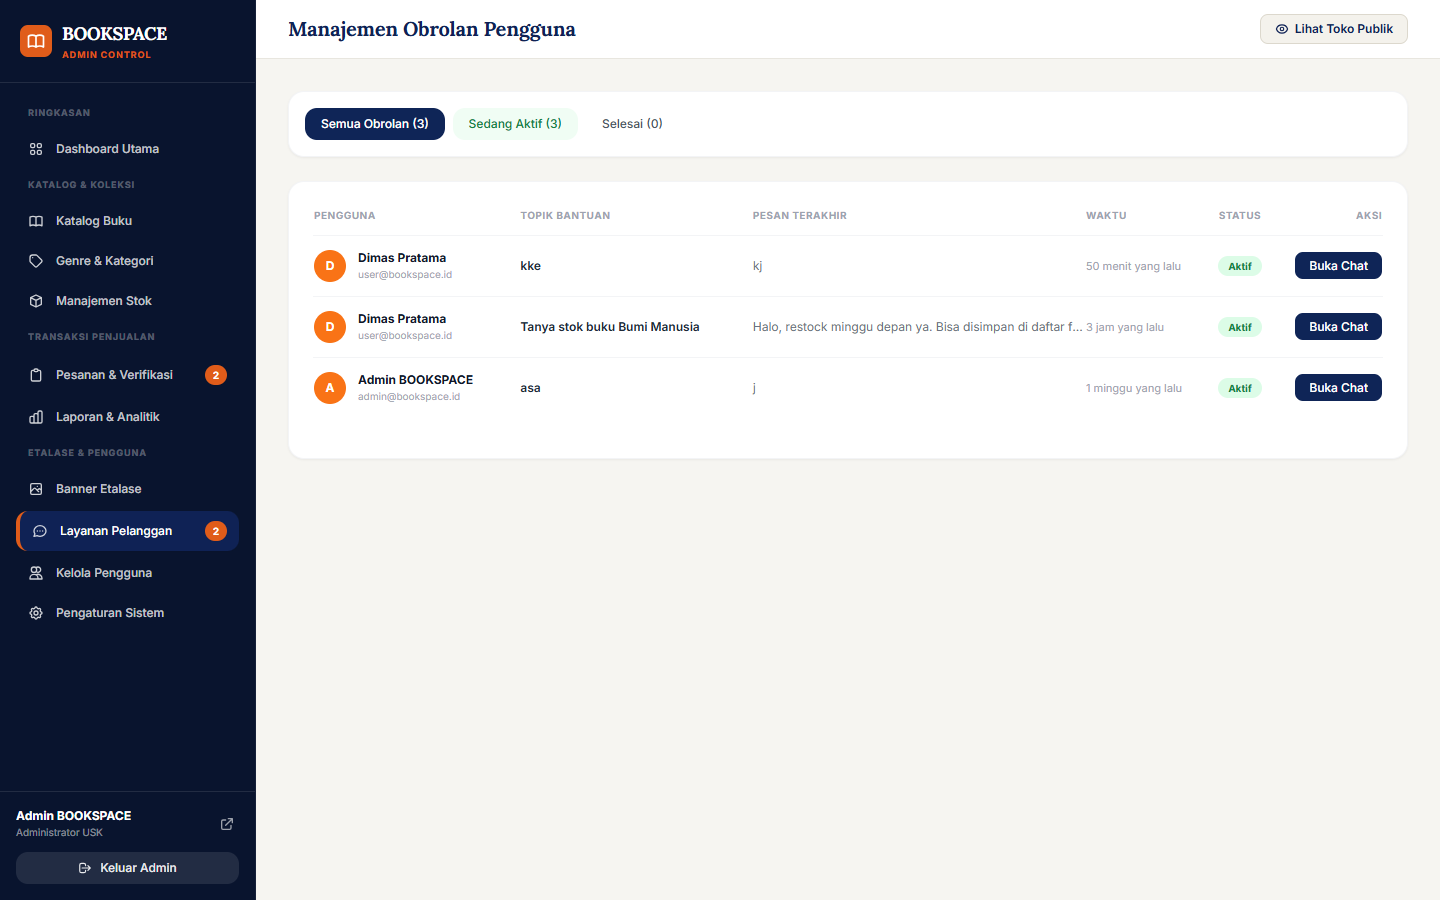 BOOKSPACE
ADMIN CONTROL
RINGKASAN
Dashboard Utama
KATALOG & KOLEKSI
Katalog Buku
Genre & Kategori
Manajemen Stok
TRANSAKSI PENJUALAN
Pesanan & Verifikasi 2
Laporan & Analitik
ETALASE & PENGGUNA
Banner Etalase
Layanan Pelanggan 2
Kelola Pengguna
Pengaturan Sistem
Admin BOOKSPACE
Administrator USK
Keluar Admin
Manajemen Obrolan Pengguna
Lihat Toko Publik
Semua Obrolan (3) Sedang Aktif (3) Selesai (0)
PENGGUNA TOPIK BANTUAN PESAN TERAKHIR WAKTU STATUS AKSI
D Dimas Pratama kke kj 50 menit yang lalu Aktif Buka Chat
user@bookspace.id
D Dimas Pratama Tanya stok buku Bumi Manusia Halo, restock minggu depan ya. Bisa disimpan di daftar f... 3 jam yang lalu Aktif Buka Chat
user@bookspace.id
A Admin BOOKSPACE asa j 1 minggu yang lalu Aktif Buka Chat
admin@bookspace.id